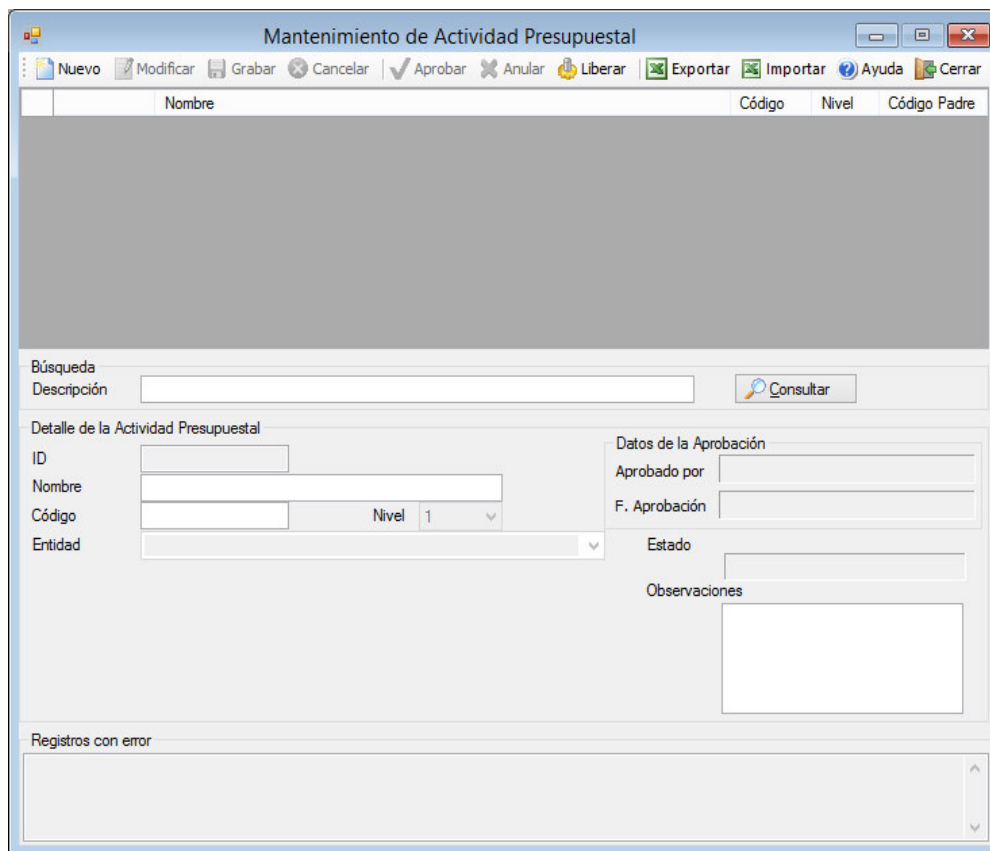 Mantenimiento de Actividad Presupuestal
Nuevo Modificar Grabar Cancelar Aprobar Anular Liberar Exportar Importar Ayuda Cerrar
Nombre Código Nivel Código Padre
Búsqueda
Descripción Consultar
Detalle de la Actividad Presupuestal
Datos de la Aprobación
ID
Aprobado por
Nombre
Código Nivel 1
F. Aprobación
Entidad
Estado
Observaciones
Registros con error